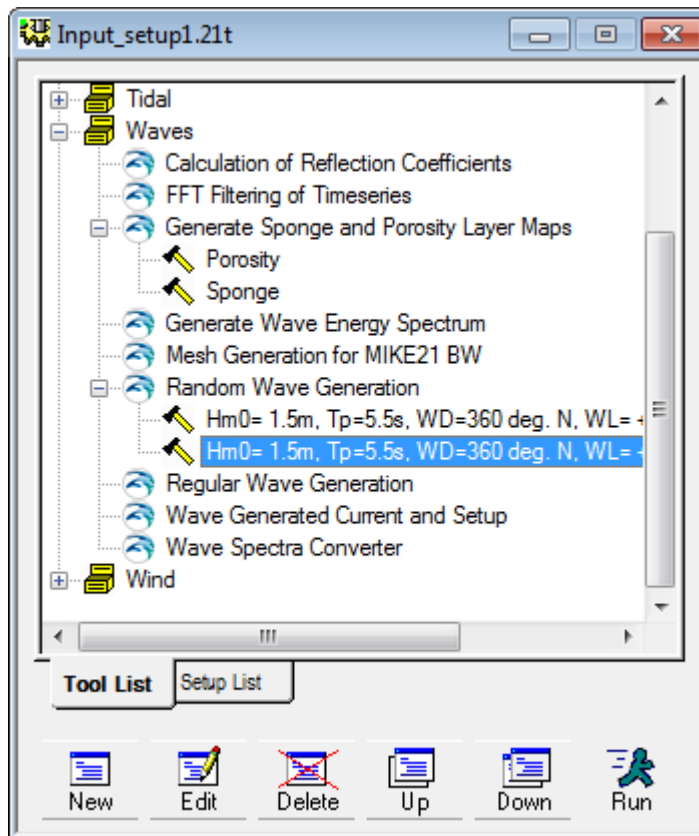 Input_setup1.21t
Tidal
Waves
Calculation of Reflection Coefficients
FFT Filtering of Timeseries
Generate Sponge and Porosity Layer Maps
Porosity
Sponge
Generate Wave Energy Spectrum
Mesh Generation for MIKE21 BW
Random Wave Generation
Hm0= 1.5m, Tp=5.5s, WD=360 deg. N, WL= +
Hm0= 1.5m, Tp=5.5s, WD=360 deg. N, WL= +
Regular Wave Generation
Wave Generated Current and Setup
Wave Spectra Converter
Wind
Tool List Setup List
New Edit Delete Up Down Run